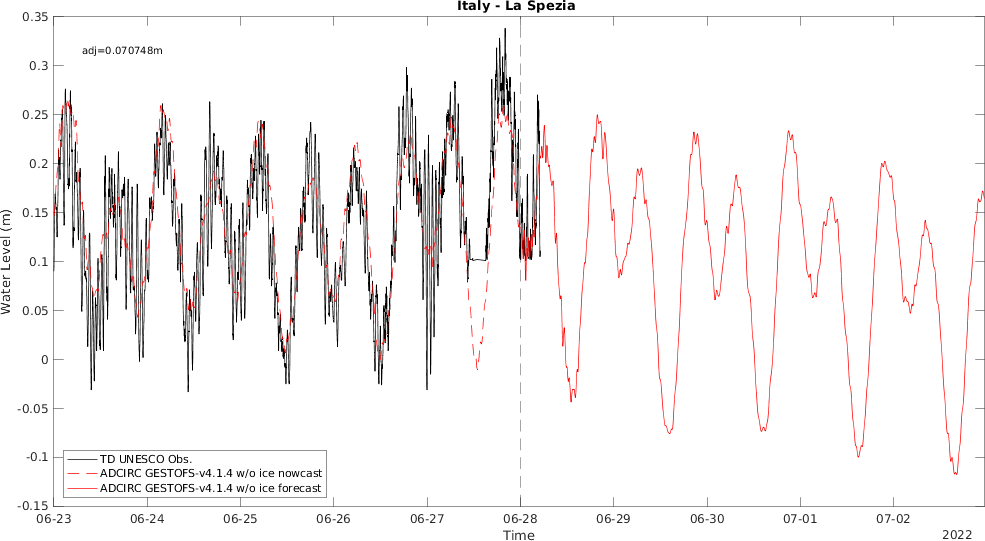 Italy - La Spezia
adj=0.070748m
0.35
0.3
0.25
0.2
0.15
0.1
0.05
0
-0.05
-0.1
-0.15
Water Level (m)
TD UNESCO Obs.
ADCIRC GESTOFS-v4.1.4 w/o ice nowcast
ADCIRC GESTOFS-v4.1.4 w/o ice forecast
06-23 06-24 06-25 06-26 06-27 06-28 06-29 06-30 07-01 07-02
Time
2022